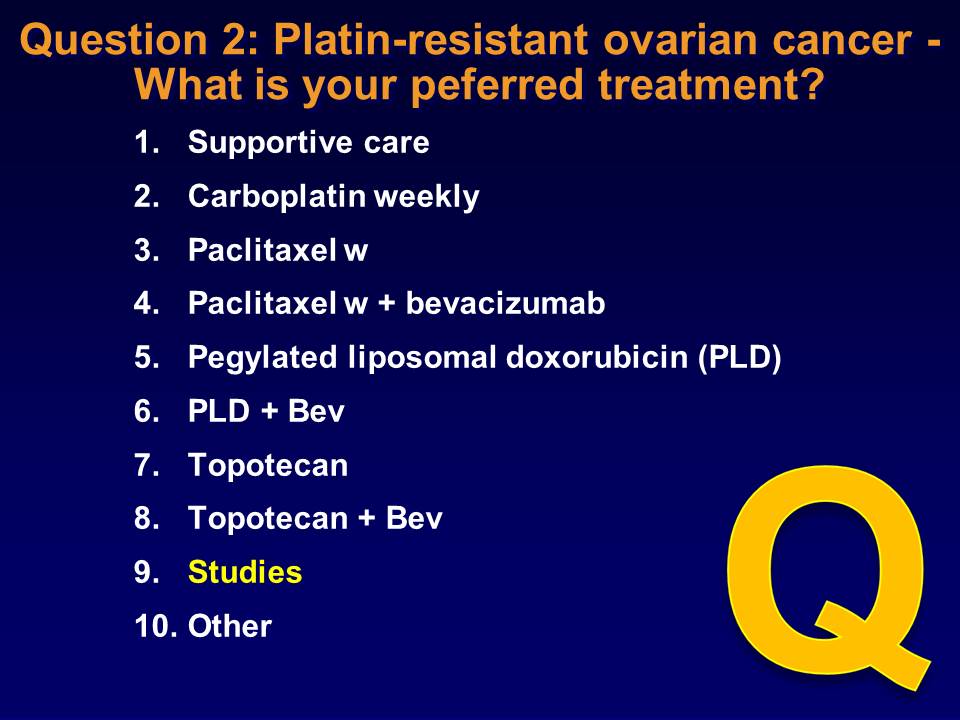 Question 2: Platin-resistant ovarian cancer -
What is your peferred treatment?
1. Supportive care
2. Carboplatin weekly
3. Paclitaxel w
4. Paclitaxel w + bevacizumab
5. Pegylated liposomal doxorubicin (PLD)
6. PLD + Bev
7. Topotecan
8. Topotecan + Bev
9. Studies
10. Other
Q